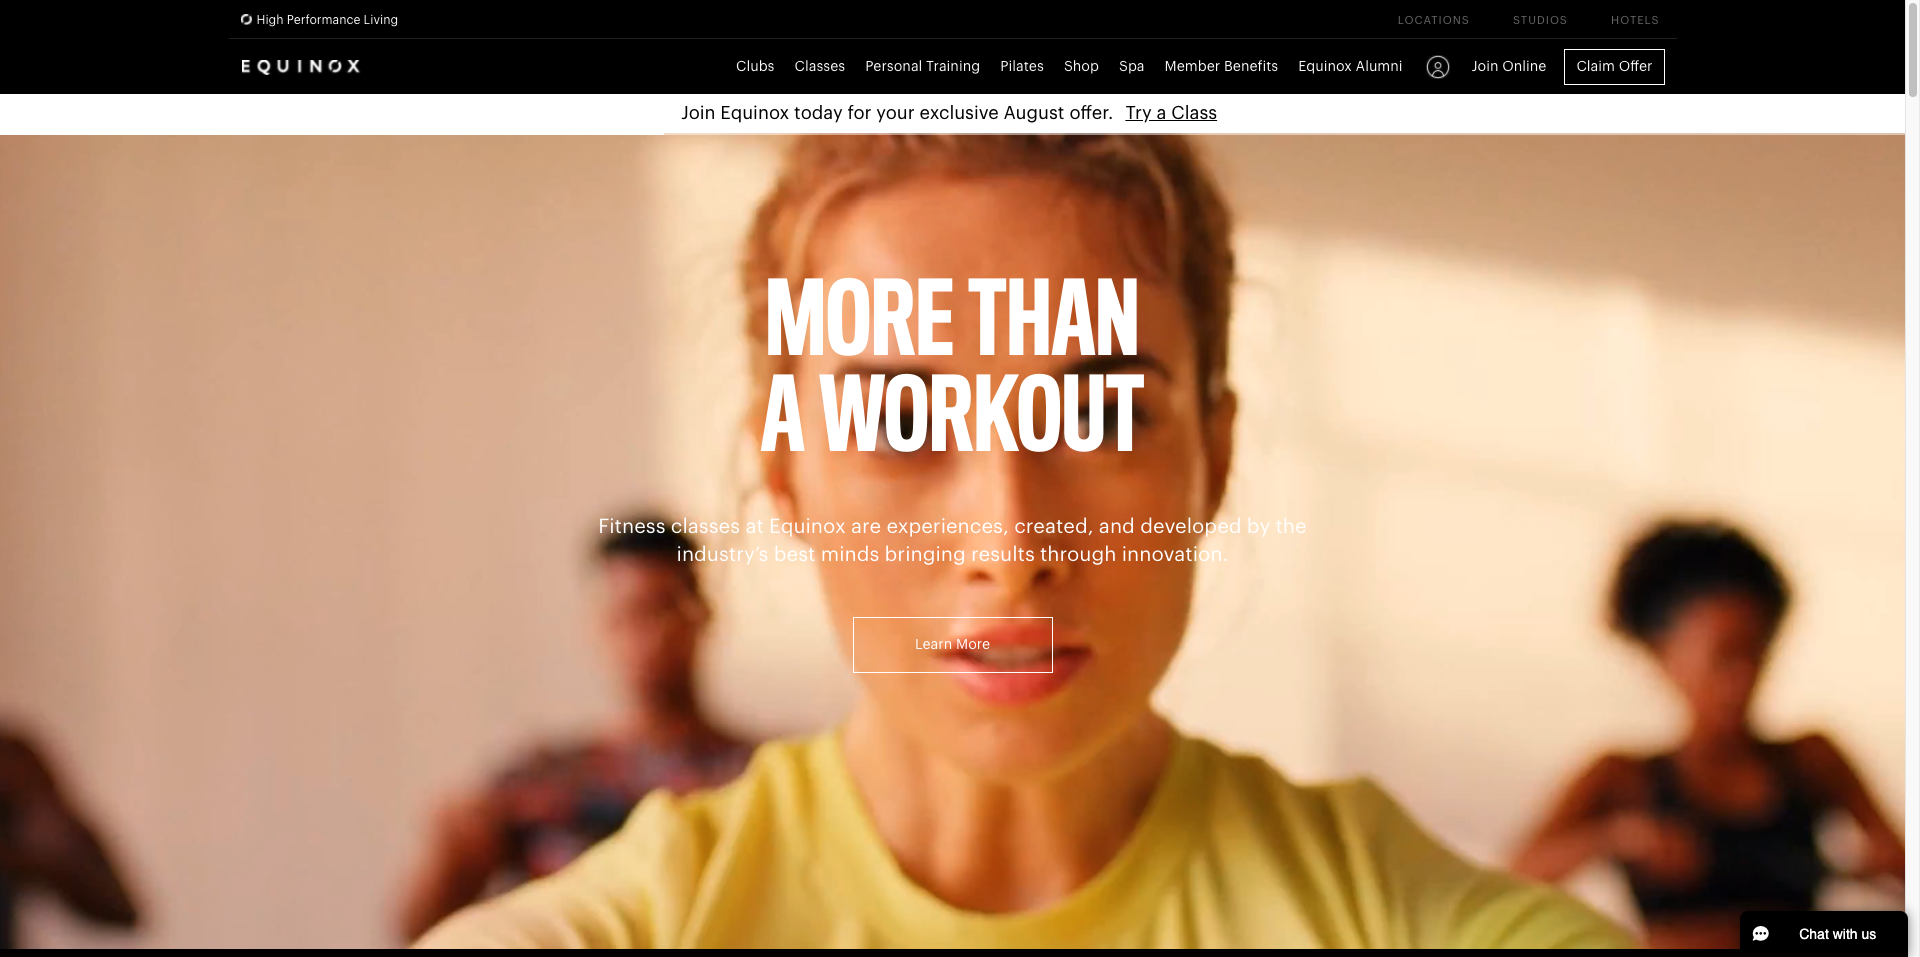 High Performance Living
LOCATIONS STUDIOS HOTELS
EQUINOX
Clubs Classes Personal Training Pilates Shop Spa Member Benefits Equinox Alumni Join Online Claim Offer
Join Equinox today for your exclusive August offer. Try a Class
MORE THAN
A WORKOUT
Fitness classes at Equinox are experiences, created, and developed by the
industry's best minds bringing results through innovation.
Learn More
Chat with us